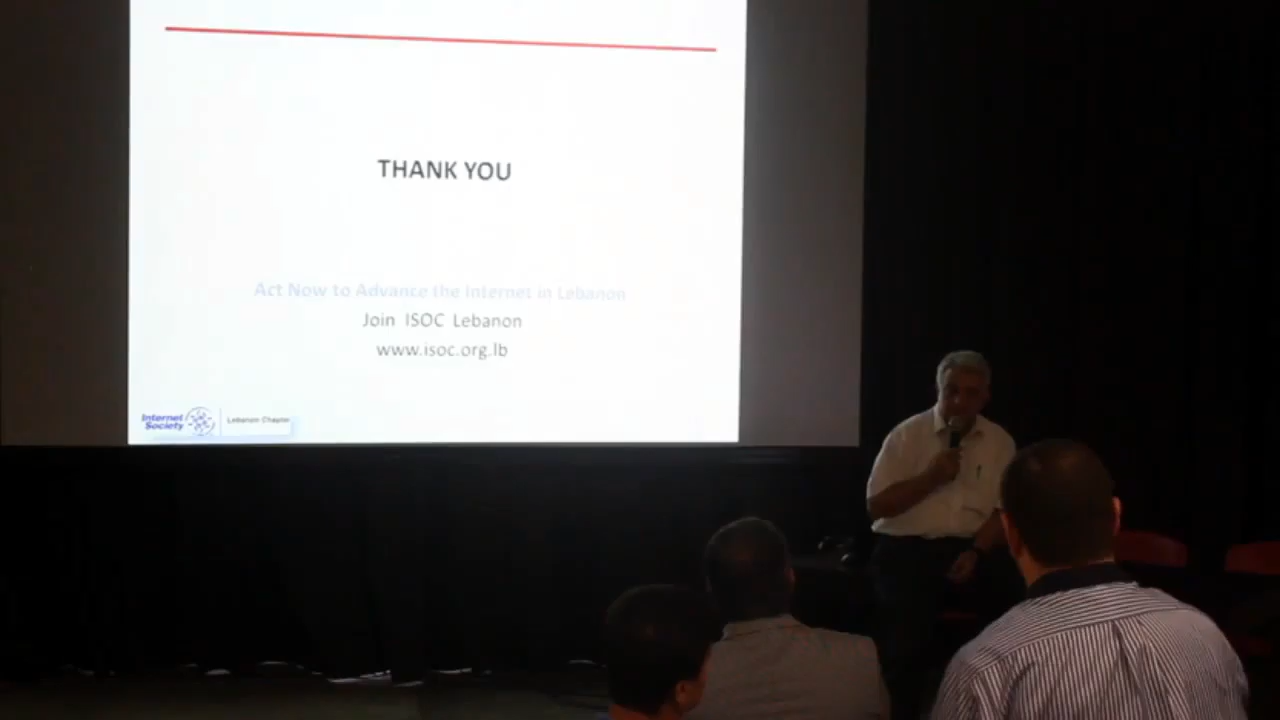 THANK YOU
Act Now to Advance the Internet in Lebanon
Join ISOC Lebanon
www.isoc.org.lb
Internet
Society
Lebanon Chapter